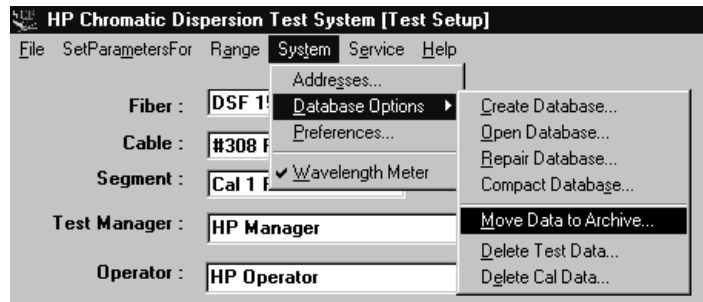 HP Chromatic Dispersion Test System [Test Setup]
File SetParametersFor Range System Service Help
Addresses...
Fiber : DSF Database Options Create Database...
Preferences... Open Database...
Cable : #308 Repair Database...
Segment : Cal 1 ✓ Wavelength Meter Compact Database...
Test Manager : HP Manager Move Data to Archive...
Delete Test Data...
Operator : HP Operator Delete Cal Data...